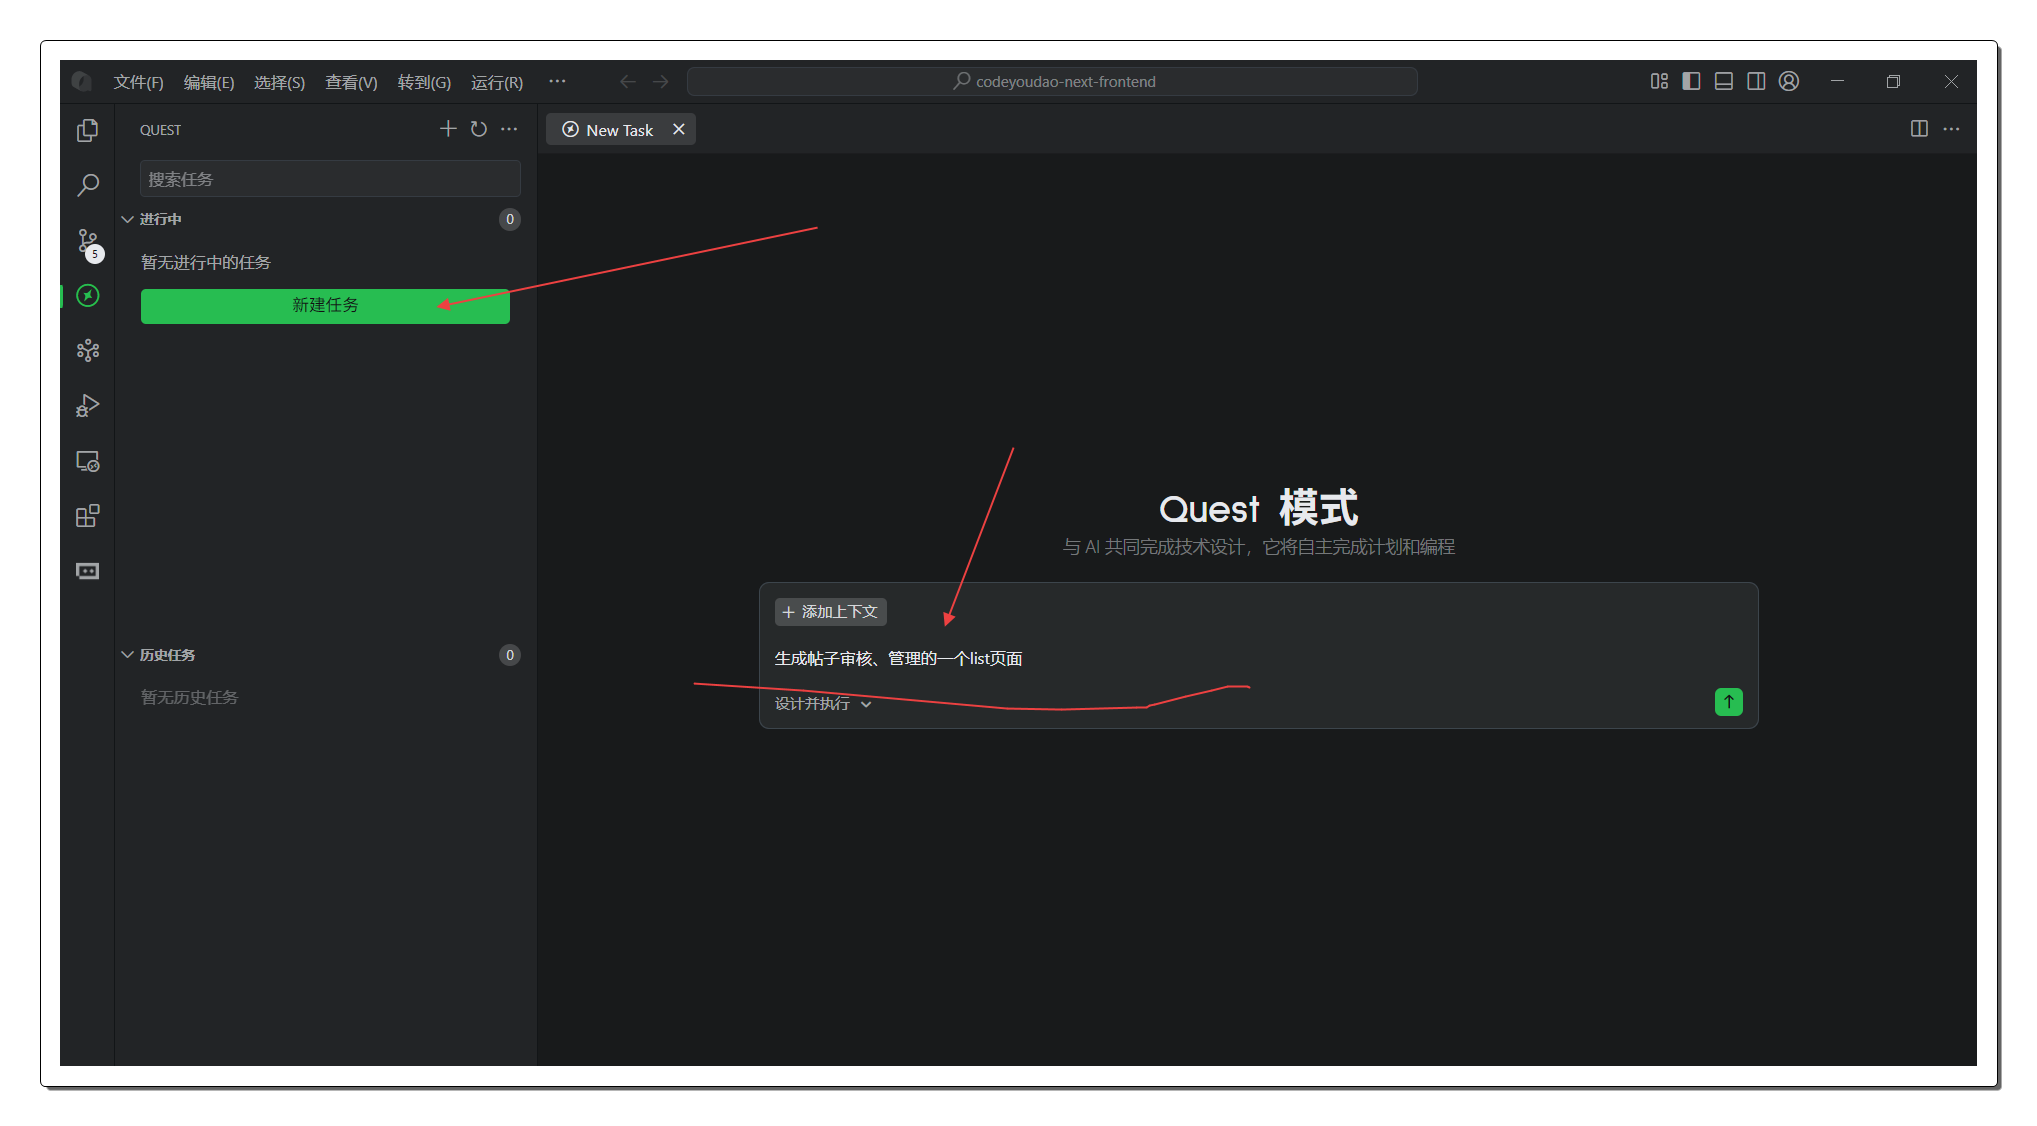 文件(F) 编辑(E) 选择(S) 查看(V) 转到(G) 运行(R) ··· codeyoudao-next-frontend
QUEST
New Task
搜索任务
进行中 0
5
暂无进行中的任务
新建任务
历史任务 0
暂无历史任务
Quest 模式
与 AI 共同完成技术设计，它将自主完成计划和编程
添加上下文
生成帖子审核、管理的一个list页面
设计并执行